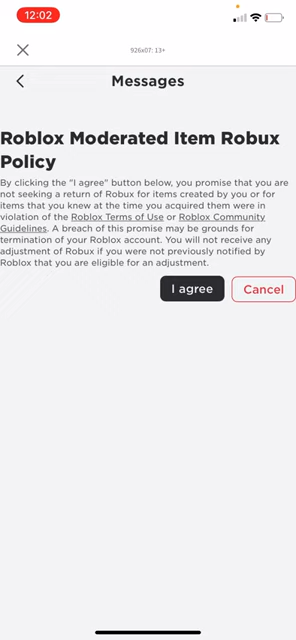 12:02
926x07: 13+
Messages
Roblox Moderated Item Robux
Policy
By clicking the "I agree" button below, you promise that you are
not seeking a return of Robux for items created by you or for
items that you knew at the time you acquired them were in
violation of the Roblox Terms of Use or Roblox Community
Guidelines. A breach of this promise may be grounds for
termination of your Roblox account. You will not receive any
adjustment of Robux if you were not previously notified by
Roblox that you are eligible for an adjustment.
I agree
Cancel